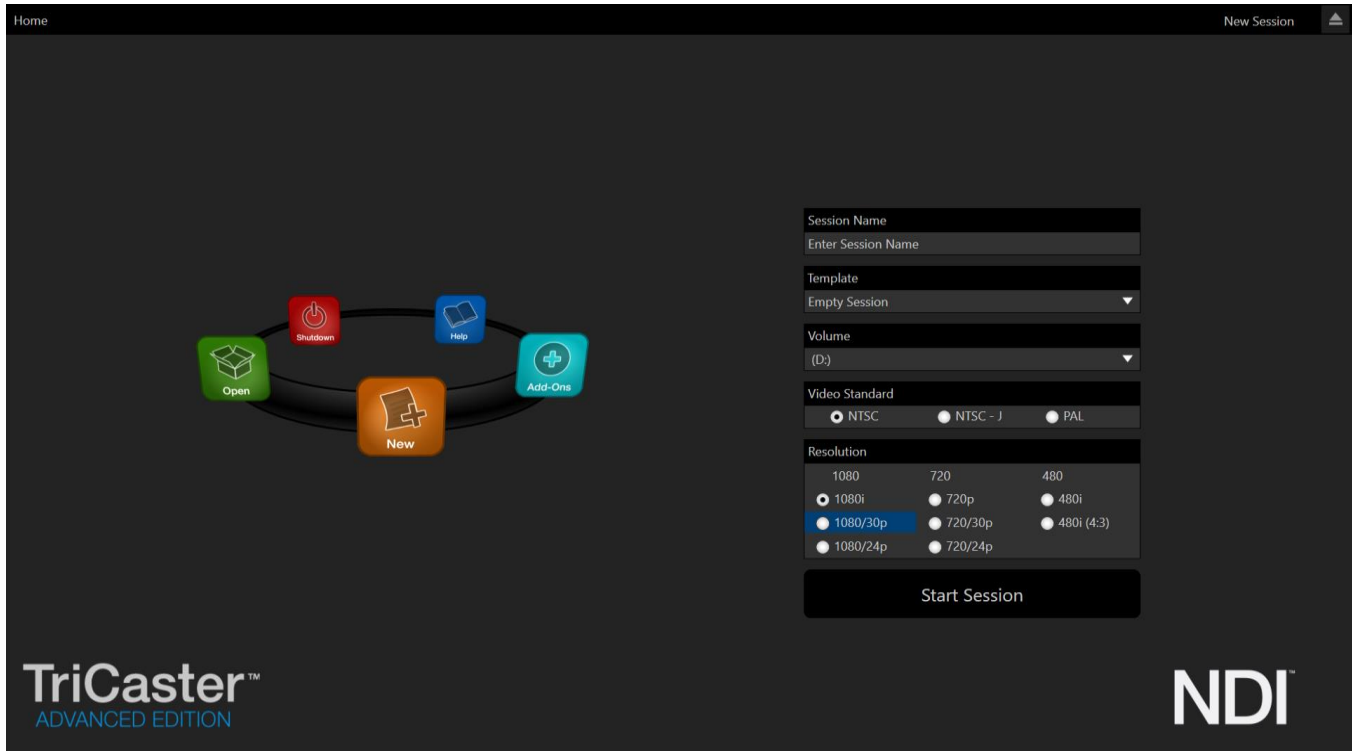 Home
New Session
Shutdown
Help
Open
Add-Ons
New
Session Name
Enter Session Name
Template
Empty Session
Volume
(D:)
Video Standard
NTSC NTSC - J PAL
Resolution
1080 720 480
1080i 720p 480i
1080/30p 720/30p 480i (4:3)
1080/24p 720/24p
Start Session
TriCaster™
ADVANCED EDITION
NDI™